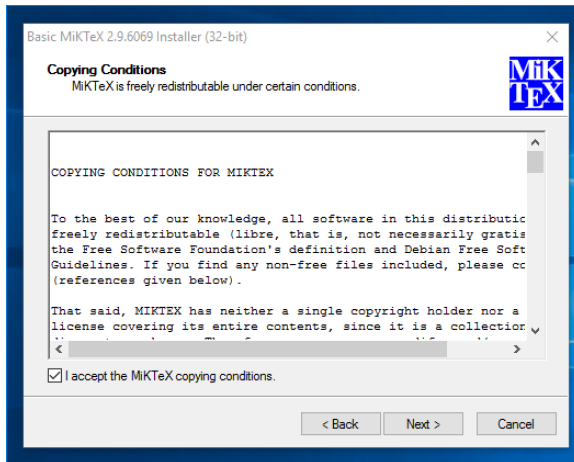 Basic MiKTeX 2.9.6069 Installer (32-bit)
Copying Conditions
MiKTeX is freely redistributable under certain conditions.
MiK
TEX
COPYING CONDITIONS FOR MIKTEX
To the best of our knowledge, all software in this distributic
freely redistributable (libre, that is, not necessarily gratis
the Free Software Foundation's definition and Debian Free Soft
Guidelines. If you find any non-free files included, please cc
(references given below).
That said, MIKTEX has neither a single copyright holder nor a
license covering its entire contents, since it is a collection
I accept the MiKTeX copying conditions.
< Back Next > Cancel